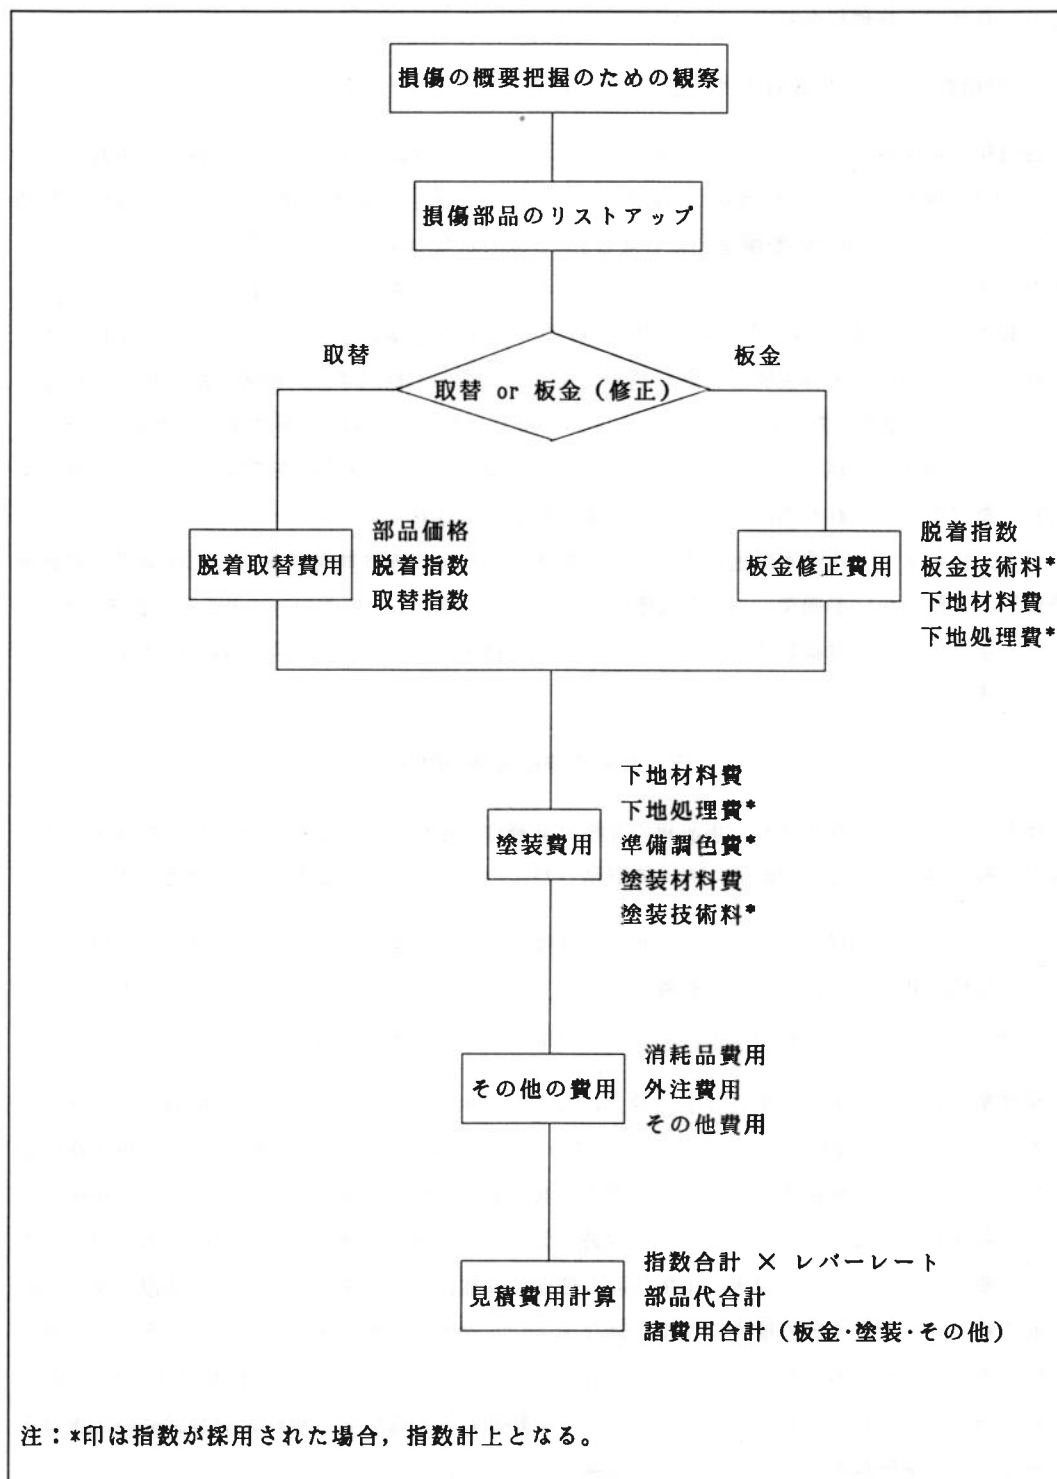 損傷の概要把握のための観察
損傷部品のリストアップ
取替
板金
取替 or 板金（修正）
脱着取替費用
部品価格
脱着指数
取替指数
板金修正費用
脱着指数
板金技術料*
下地材料費
下地処理費*
塗装費用
下地材料費
下地処理費*
準備調色費*
塗装材料費
塗装技術料*
その他の費用
消耗品費用
外注費用
その他費用
見積費用計算
指数合計 × レバーレート
部品代合計
諸費用合計（板金・塗装・その他）
注：*印は指数が採用された場合，指数計上となる。